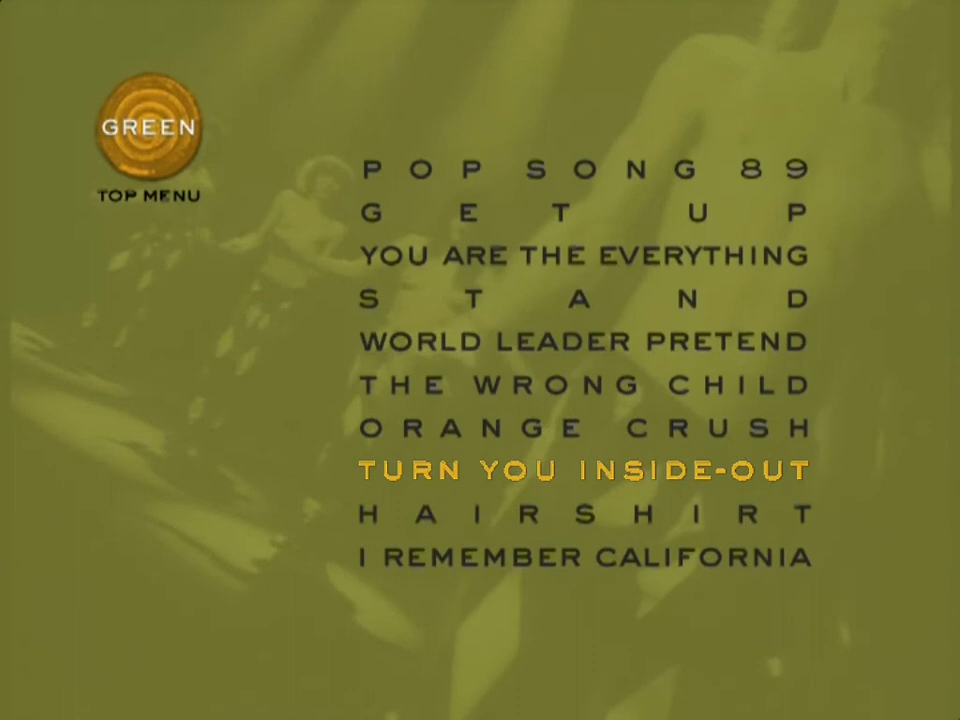 GREEN
TOP MENU
POP SONG 89
GET UP
YOU ARE THE EVERYTHING
STAND
WORLD LEADER PRETEND
THE WRONG CHILD
ORANGE CRUSH
TURN YOU INSIDE-OUT
HAIRSHIRT
I REMEMBER CALIFORNIA